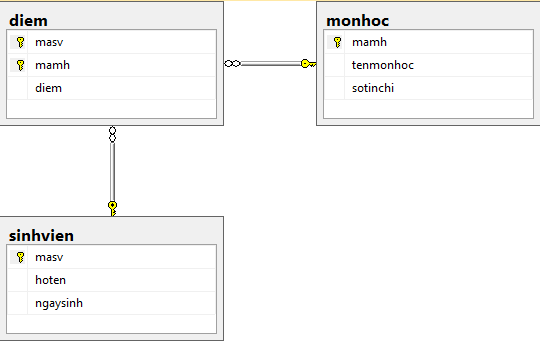 diem
masv
mamh
diem
monhoc
mamh
tenmonhoc
sotinchi
sinhvien
masv
hoten
ngaysinh